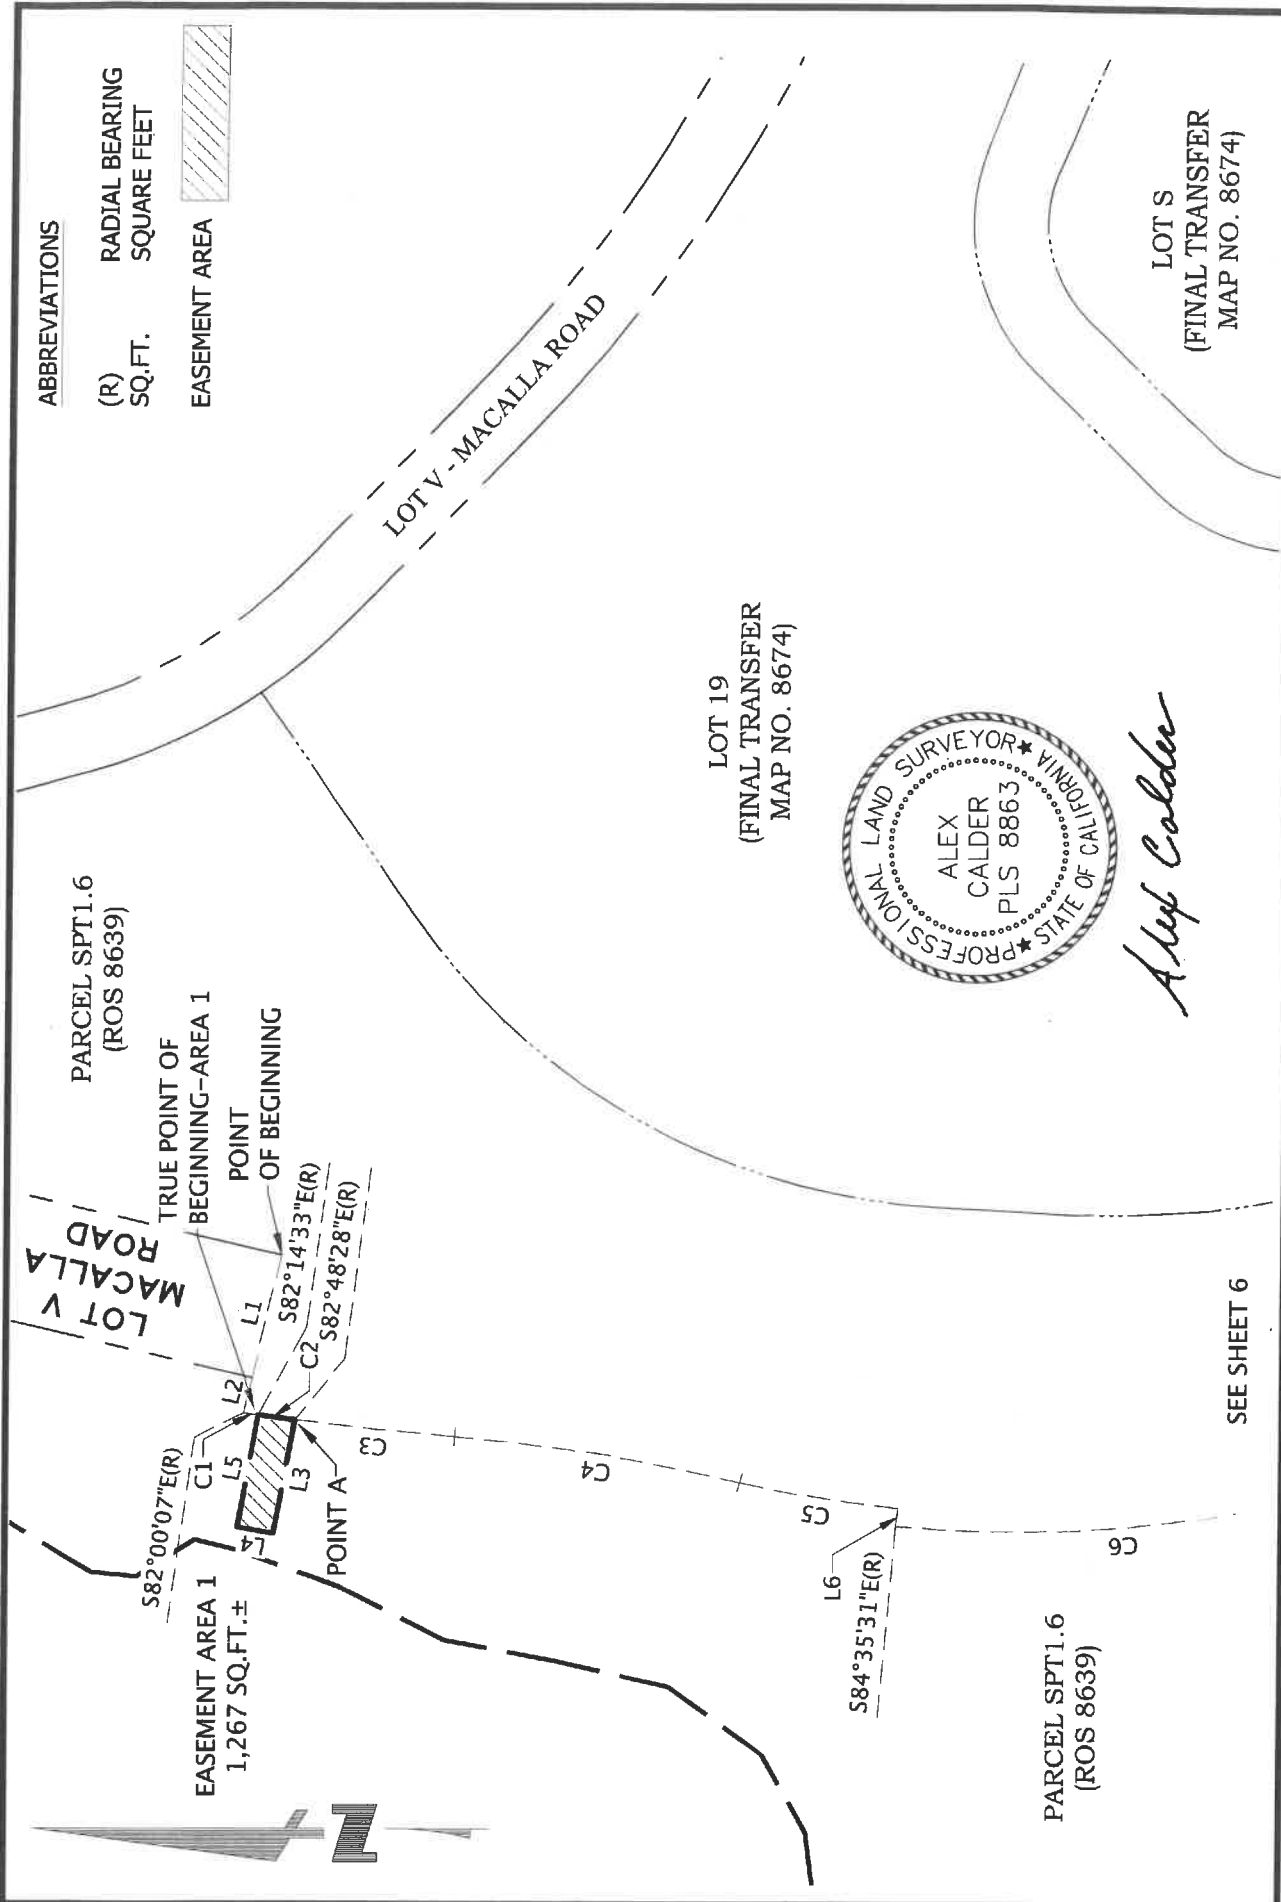 ABBREVIATIONS
(R) RADIAL BEARING
SQ.FT. SQUARE FEET
EASEMENT AREA
PARCEL SPT1.6
(ROS 8639)
LOT V
MACALLA
ROAD
TRUE POINT OF
BEGINNING-AREA 1
POINT
OF BEGINNING
L1
L2
S82°14'33"E(R)
S82°48'28"E(R)
C2
S82°00'07"E(R)
C1
L5
L3
L4
POINT A
EASEMENT AREA 1
1,267 SQ.FT.±
C3
C4
C5
L6
S84°35'31"E(R)
C6
LOT V - MACALLA ROAD
LOT 19
(FINAL TRANSFER
MAP NO. 8674)
LOT S
(FINAL TRANSFER
MAP NO. 8674)
PROFESSIONAL LAND SURVEYOR
ALEX
CALDER
PLS 8863
STATE OF CALIFORNIA
Alex Calder
PARCEL SPT1.6
(ROS 8639)
SEE SHEET 6
N